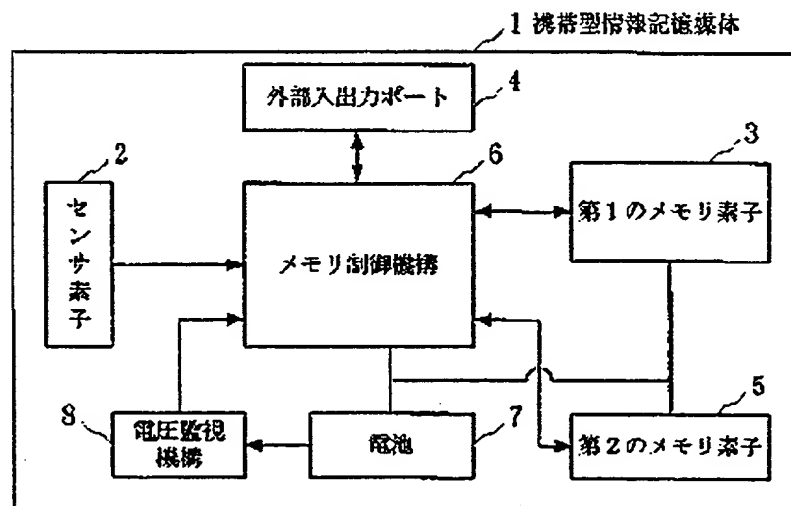 1 携帯型情報記憶媒体
外部入出力ポート
4
2
6
3
センサ素子
メモリ制御機構
第1のメモリ素子
5
8
電圧監視
機構
電池
7
第2のメモリ素子